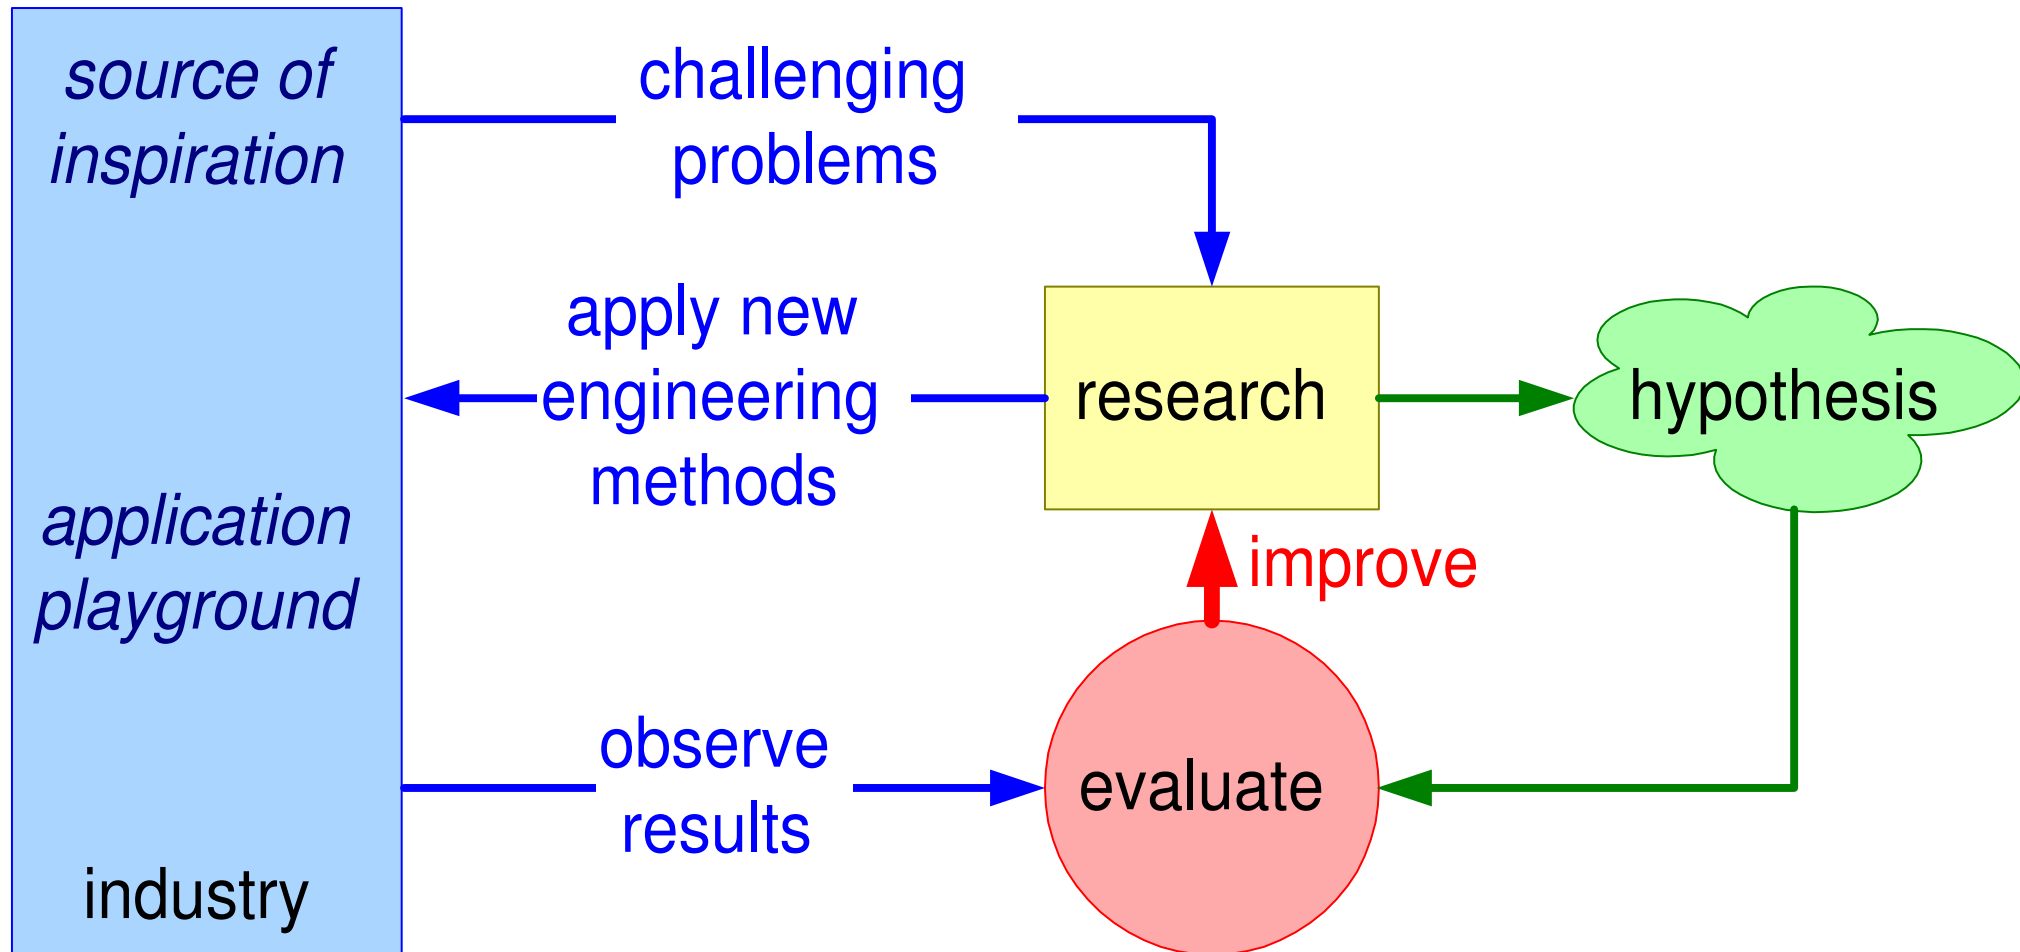 source of
inspiration
application
playground
industry
challenging
problems
apply new
engineering
methods
observe
results
research
improve
evaluate
hypothesis